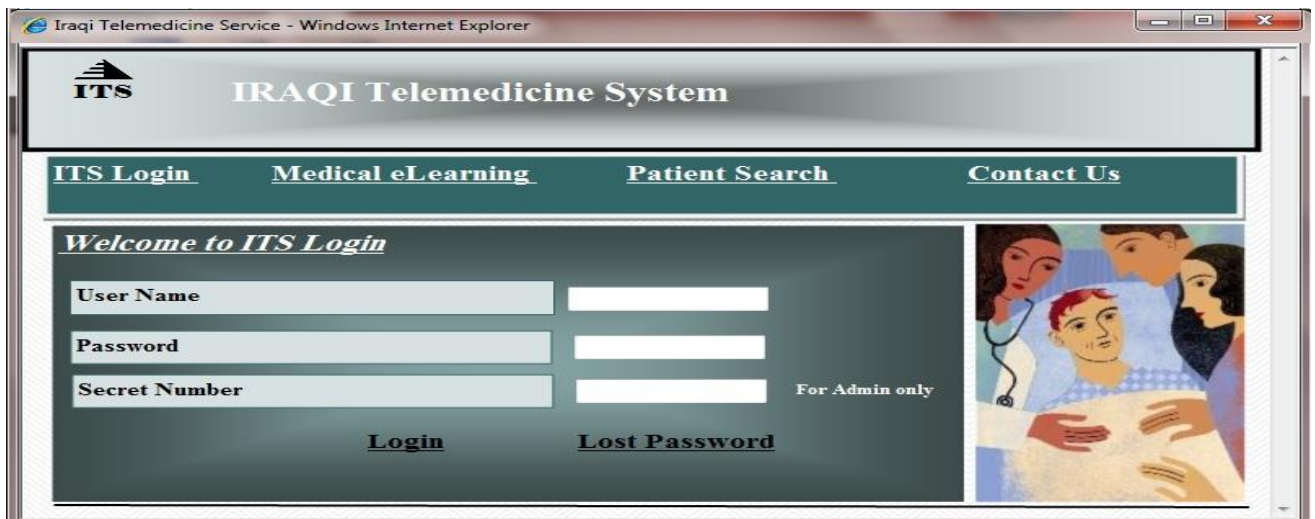 Iraqi Telemedicine Service - Windows Internet Explorer
ITS
IRAQI Telemedicine System
ITS Login Medical eLearning Patient Search Contact Us
Welcome to ITS Login
User Name
Password
Secret Number For Admin only
Login Lost Password